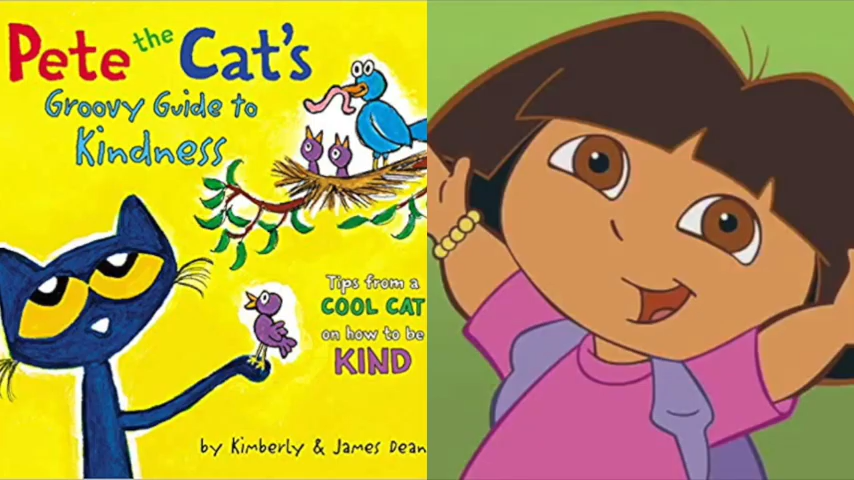 Pete the Cat's
Groovy Guide to
Kindness
Tips from a
COOL CAT
on how to be
KIND
by Kimberly & James Dean